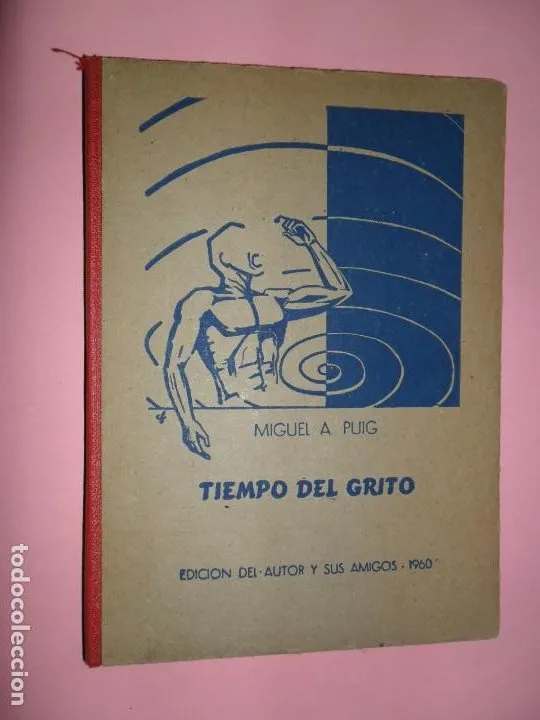 MIGUEL A PUIG
TIEMPO DEL GRITO
EDICION DEL·AUTOR Y SUS AMIGOS · 1960
todocoleccion